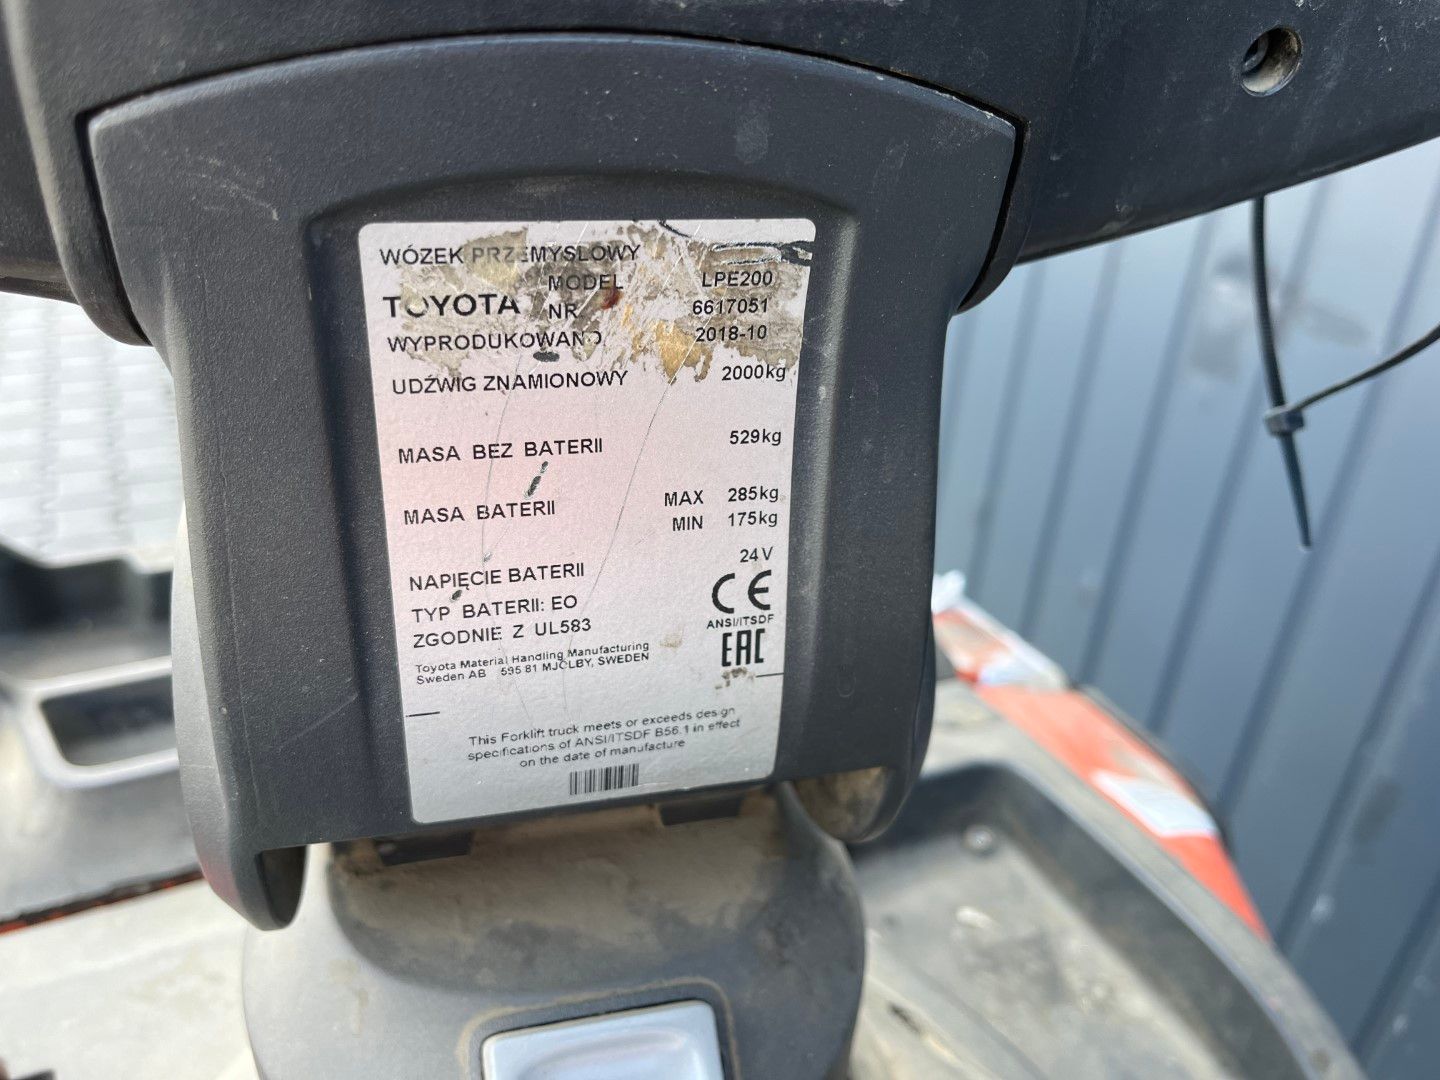 WÓZEK PRZEMYSLOWY
MODEL LPE200
TOYOTA NR 6617051
WYPRODUKOWANO 2018-10
UDŹWIG ZNAMIONOWY 2000kg
MASA BEZ BATERII 529kg
MASA BATERII MAX 285kg
MIN 175kg
NAPIĘCIE BATERII 24V
TYP BATERII: EO
ZGODNIE Z UL583
CE
ANSI/ITSDF
EAC
Toyota Material Handling Manufacturing
Sweden AB 595 81 MJÖLBY, SWEDEN
This Forklift truck meets or exceeds design
specifications of ANSI/ITSDF B56.1 in effect
on the date of manufacture